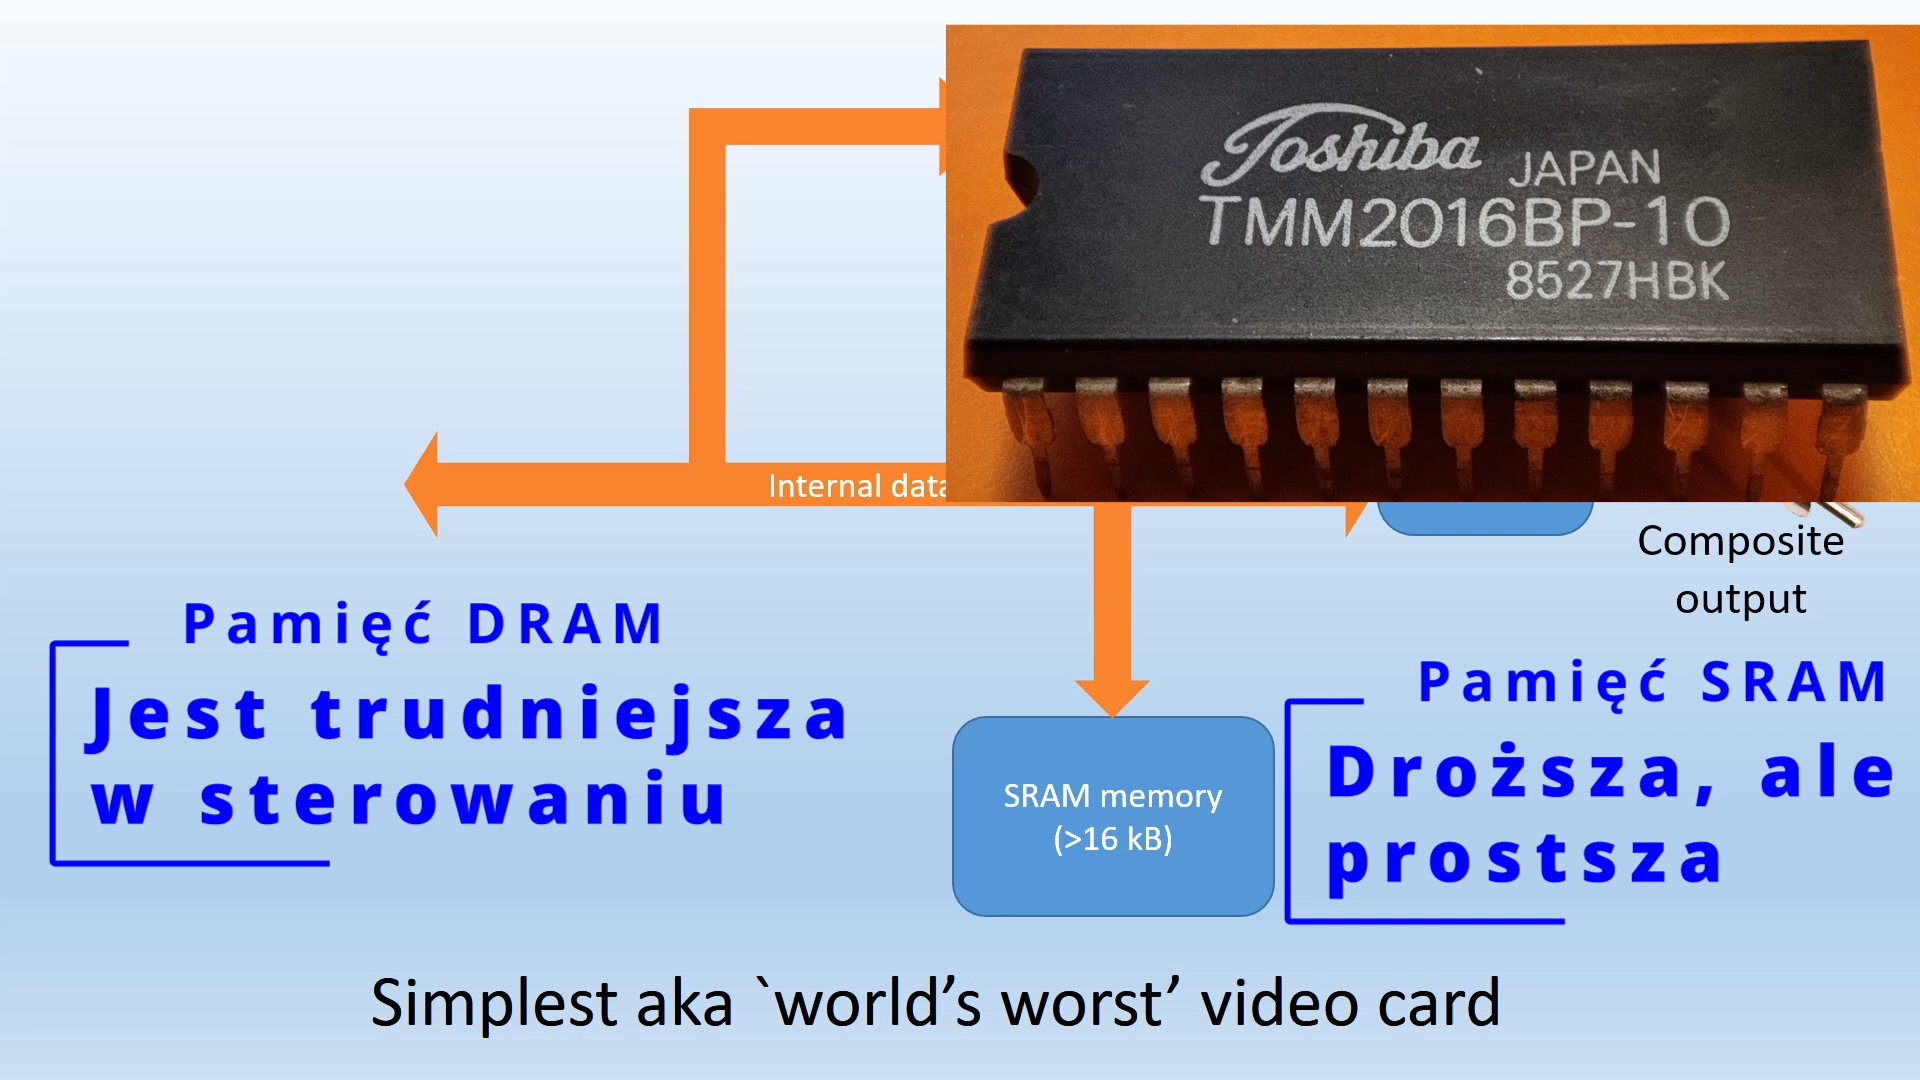 Toshiba JAPAN
TMM2016BP-10
8527HBK
Internal data
Composite
output
Pamięć DRAM
Jest trudniejsza
w sterowaniu
Pamięć SRAM
Droższa, ale
prostsza
SRAM memory
(>16 kB)
Simplest aka `world’s worst’ video card